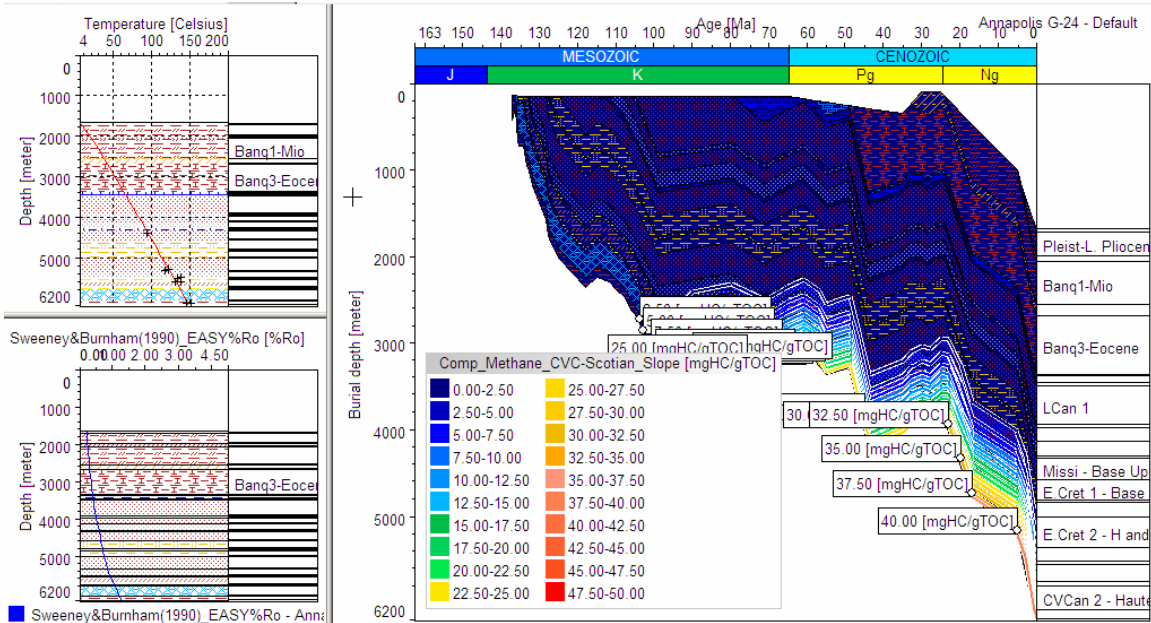 Temperature [Celsius]
4 50 100 150 200
0
1000
2000
3000
4000
5000
6200
Depth [meter]
Banq1-Mio
Banq3-Eocer
Sweeney&Burnham(1990)_EASY%Ro [%Ro]
1.00 2.00 3.00 4.50
0
1000
2000
3000
4000
5000
6200
Depth [meter]
Banq3-Eocer
Sweeney&Burnham(1990)_EASY%Ro - Anna
Age [Ma]
Annapolis G-24 - Default
163 150 140 130 120 110 100 90 80 70 60 50 40 30 20 10 0
MESOZOIC CENOZOIC
J K Pg Ng
0
1000
2000
3000
4000
5000
6200
Burial depth [meter]
25.00 [mgHC/gTOC]
32.50 [mgHC/gTOC]
35.00 [mgHC/gTOC]
37.50 [mgHC/gTOC]
40.00 [mgHC/gTOC]
Comp_Methane_CVC-Scotian_Slope [mgHC/gTOC]
0.00-2.50 25.00-27.50
2.50-5.00 27.50-30.00
5.00-7.50 30.00-32.50
7.50-10.00 32.50-35.00
10.00-12.50 35.00-37.50
12.50-15.00 37.50-40.00
15.00-17.50 40.00-42.50
17.50-20.00 42.50-45.00
20.00-22.50 45.00-47.50
22.50-25.00 47.50-50.00
Pleist-L. Pliocen
Banq1-Mio
Banq3-Eocene
LCan 1
Missi - Base Up
E.Cret 1 - Base
E.Cret 2 - H and
CVCan 2 - Haute